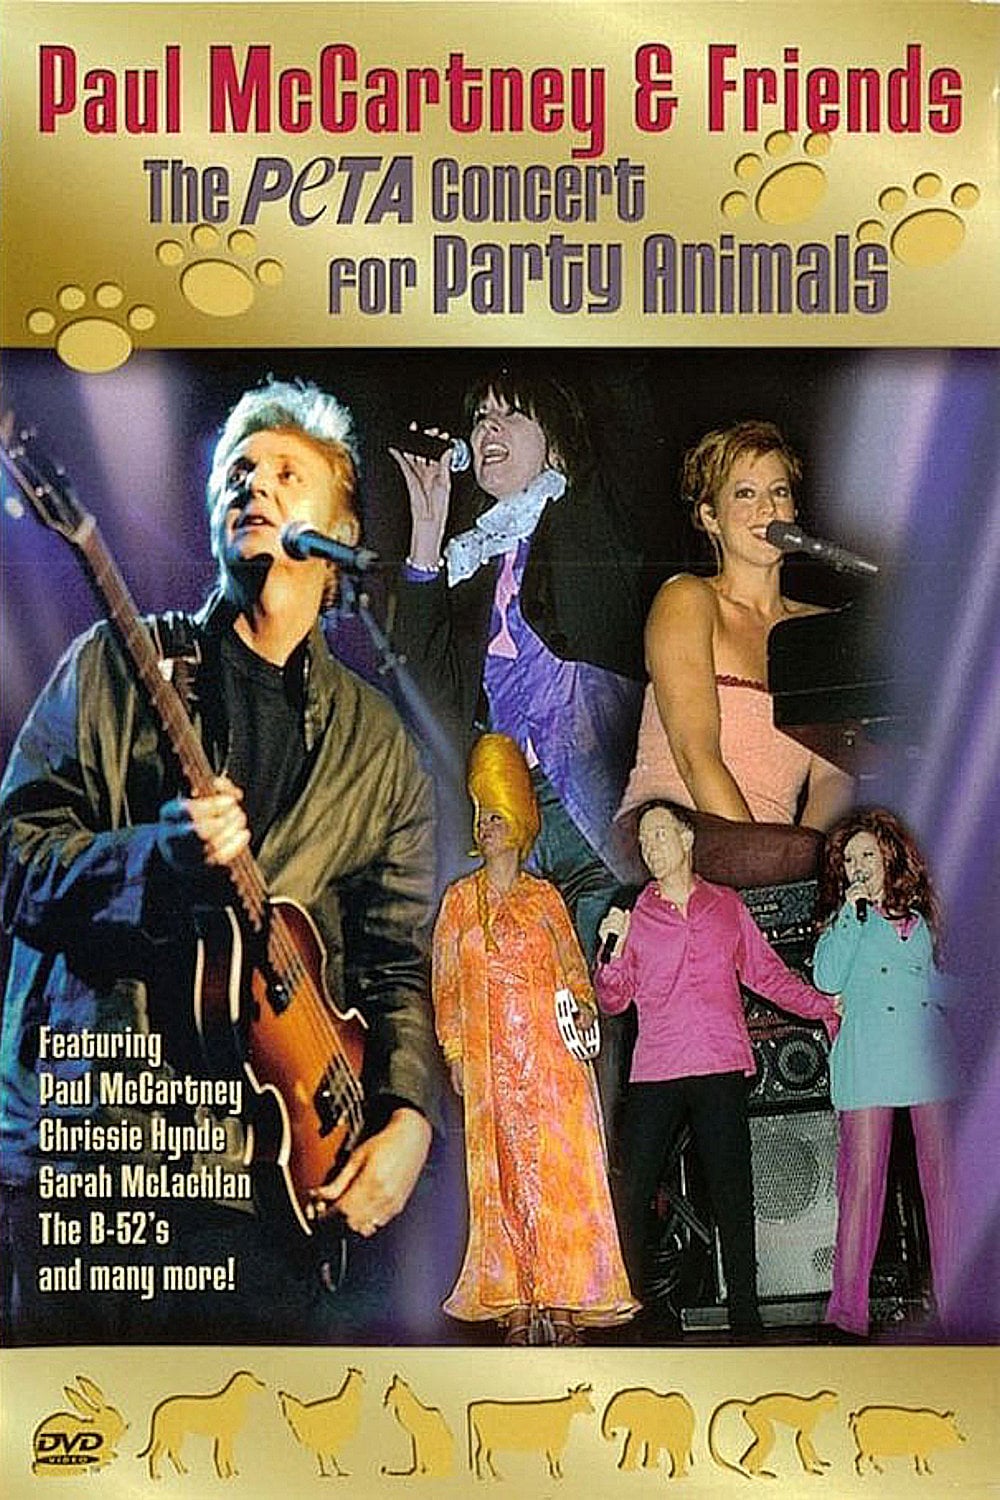 Paul McCartney & Friends
The PeTA Concert
for Party Animals
Featuring
Paul McCartney
Chrissie Hynde
Sarah McLachlan
The B-52's
and many more!
DVD
VIDEO